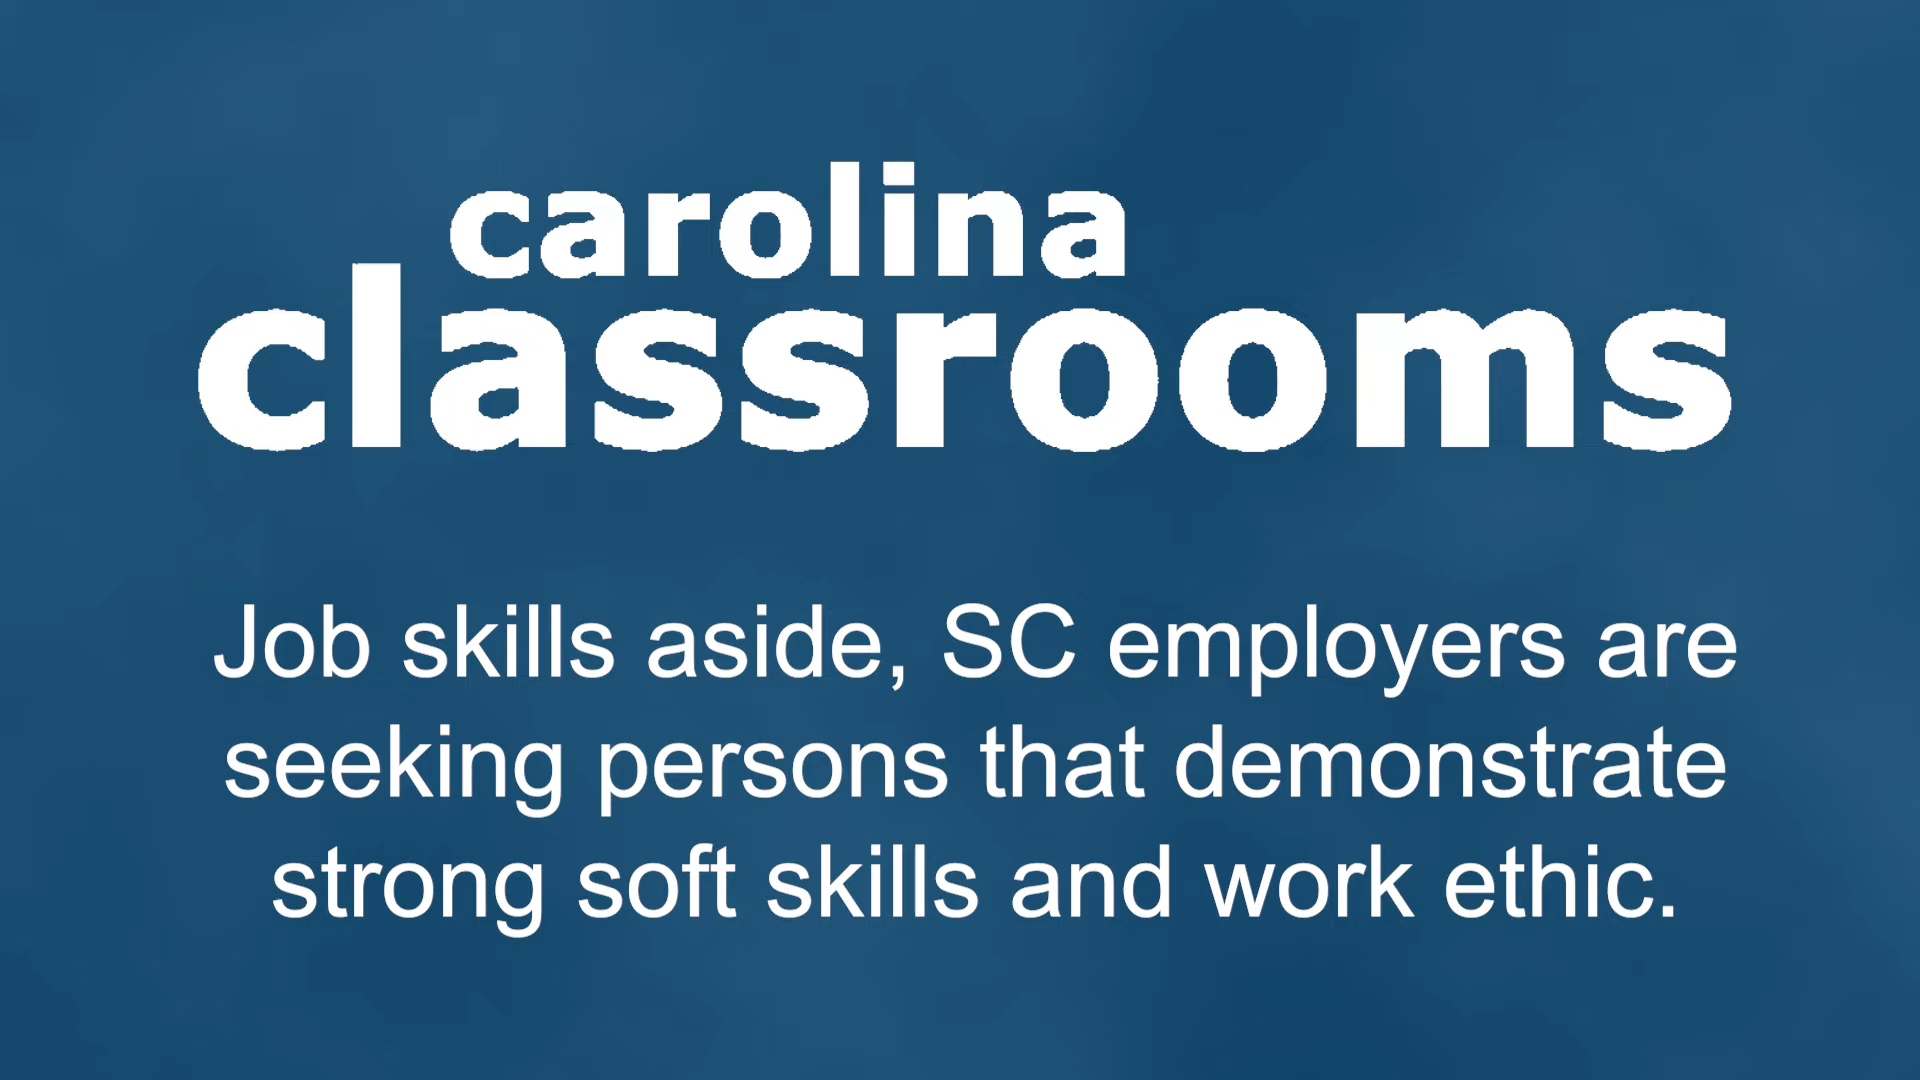 carolina
classrooms
Job skills aside, SC employers are
seeking persons that demonstrate
strong soft skills and work ethic.